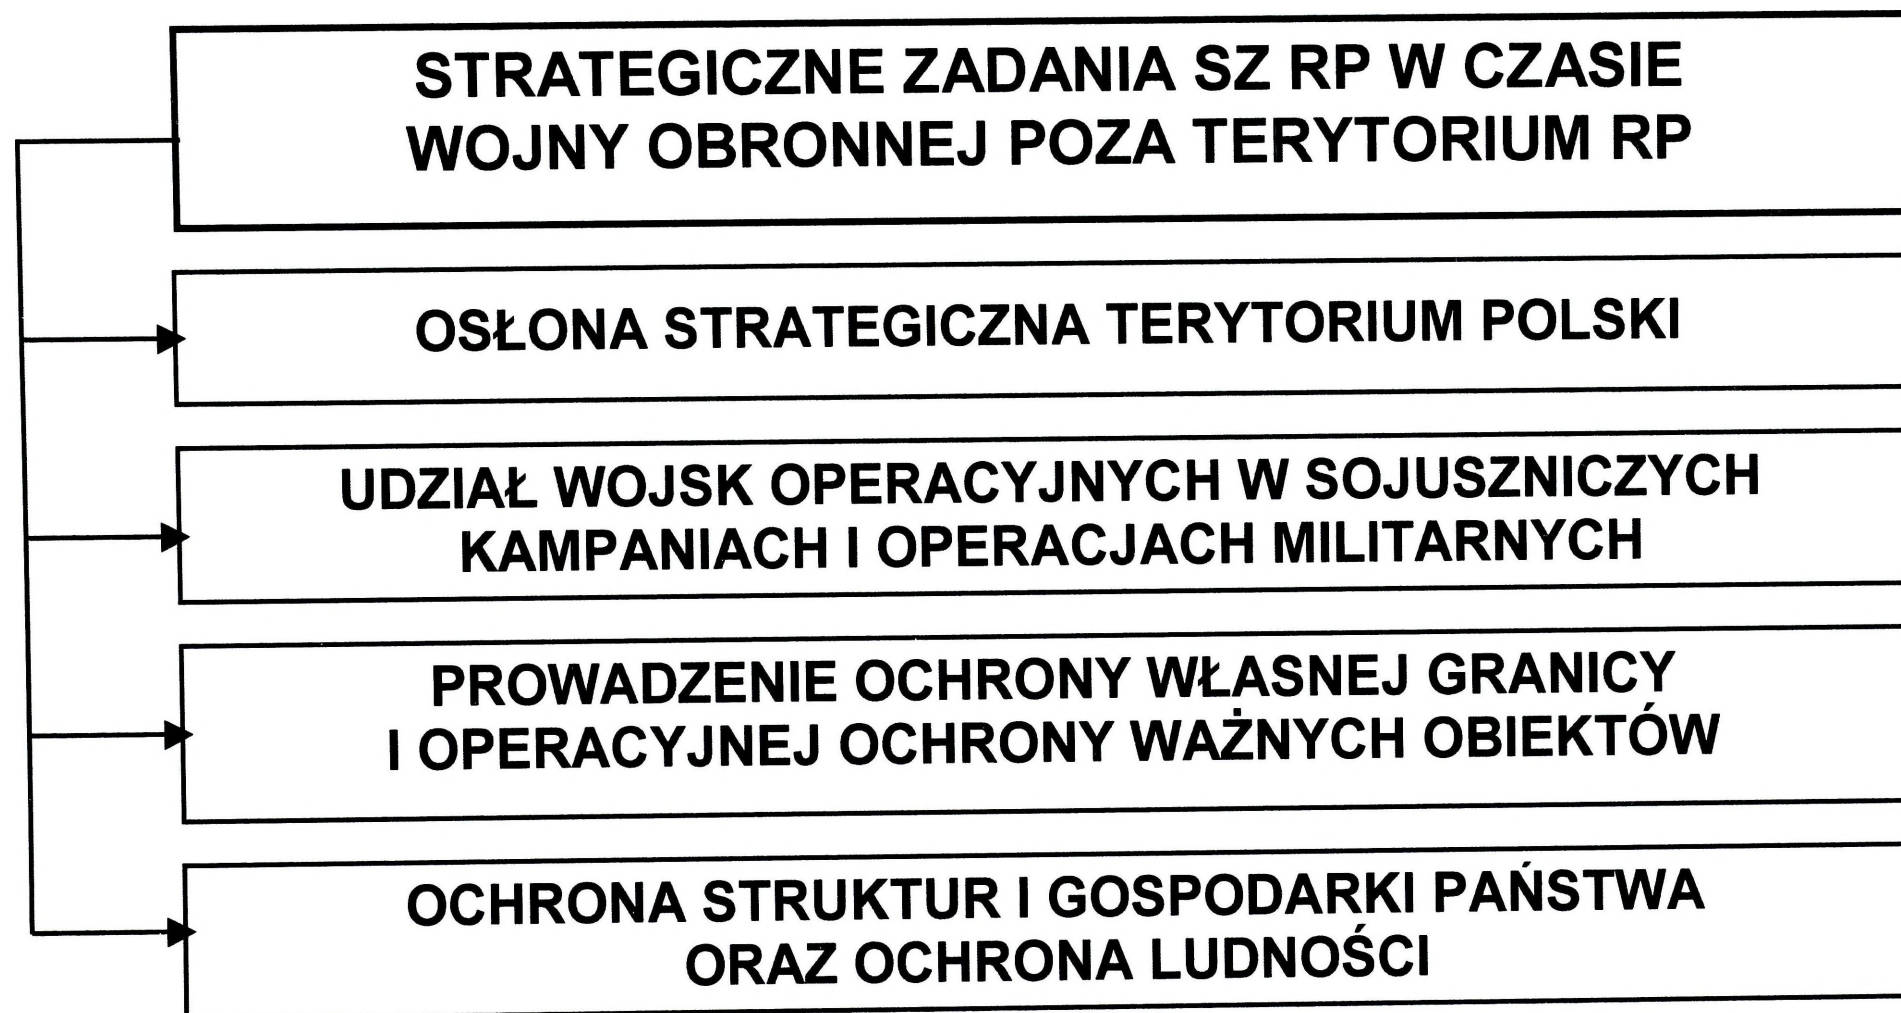 STRATEGICZNE ZADANIA SZ RP W CZASIE
WOJNY OBRONNEJ POZA TERYTORIUM RP
OSŁONA STRATEGICZNA TERYTORIUM POLSKI
UDZIAŁ WOJSK OPERACYJNYCH W SOJUSZNICZYCH
KAMPANIACH I OPERACJACH MILITARNYCH
PROWADZENIE OCHRONY WŁASNEJ GRANICY
I OPERACYJNEJ OCHRONY WAŻNYCH OBIEKTÓW
OCHRONA STRUKTUR I GOSPODARKI PAŃSTWA
ORAZ OCHRONA LUDNOŚCI